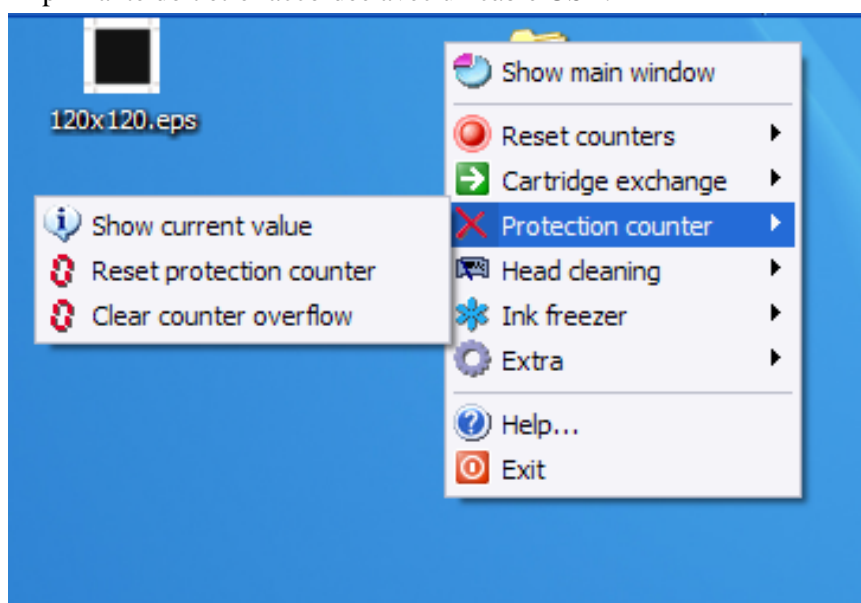 120x120.eps
Show main window
Reset counters
Cartridge exchange
Protection counter
Head cleaning
Ink freezer
Extra
Help...
Exit
Show current value
Reset protection counter
Clear counter overflow